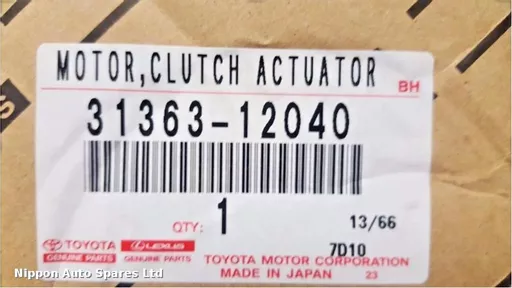 MOTOR,CLUTCH ACTUATOR
BH
31363-12040
QTY: 1
13/66
7D10
TOYOTA LEXUS
GENUINE PARTS GENUINE PARTS
TOYOTA MOTOR CORPORATION
MADE IN JAPAN 23
Nippon Auto Spares Ltd